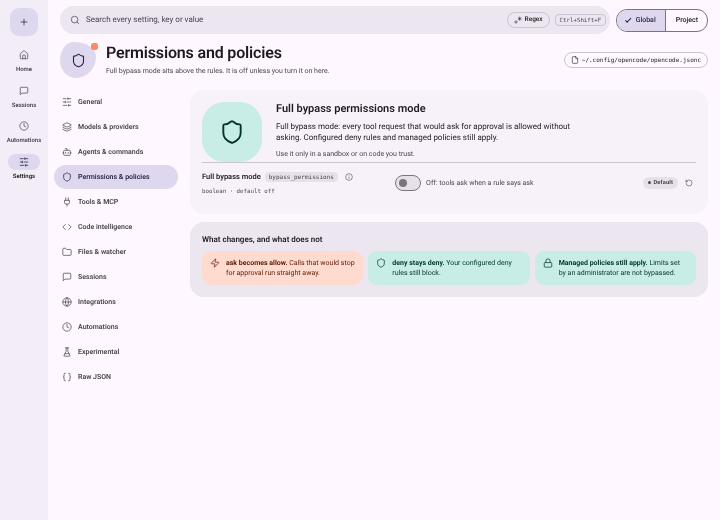 Search every setting, key or value
Regex
Ctrl+Shift+F
Global
Project
Home
Sessions
Automations
Settings
Permissions and policies
Full bypass mode sits above the rules. It is off unless you turn it on here.
~/.config/opencode/opencode.jsonc
General
Models & providers
Agents & commands
Permissions & policies
Tools & MCP
Code intelligence
Files & watcher
Sessions
Integrations
Automations
Experimental
Raw JSON
Full bypass permissions mode
Full bypass mode: every tool request that would ask for approval is allowed without
asking. Configured deny rules and managed policies still apply.
Use it only in a sandbox or on code you trust.
Full bypass mode bypass_permissions
boolean · default off
Off: tools ask when a rule says ask
Default
What changes, and what does not
ask becomes allow. Calls that would stop
for approval run straight away.
deny stays deny. Your configured deny
rules still block.
Managed policies still apply. Limits set
by an administrator are not bypassed.